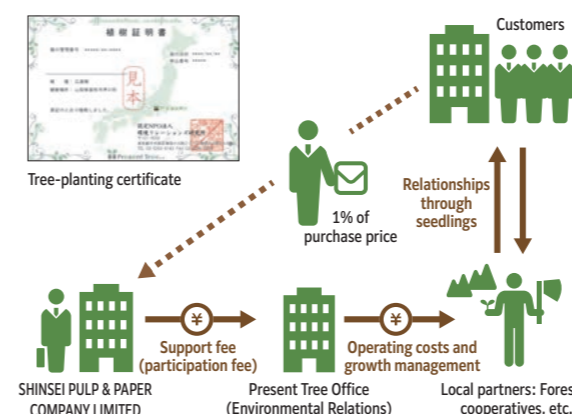 植樹証明書
見本
Tree-planting certificate
Customers
1% of
purchase price
Relationships
through
seedlings
¥
Support fee
(participation fee)
¥
Operating costs and
growth management
SHINSEI PULP & PAPER
COMPANY LIMITED
Present Tree Office
(Environmental Relations)
Local partners: Fores
cooperatives, etc.